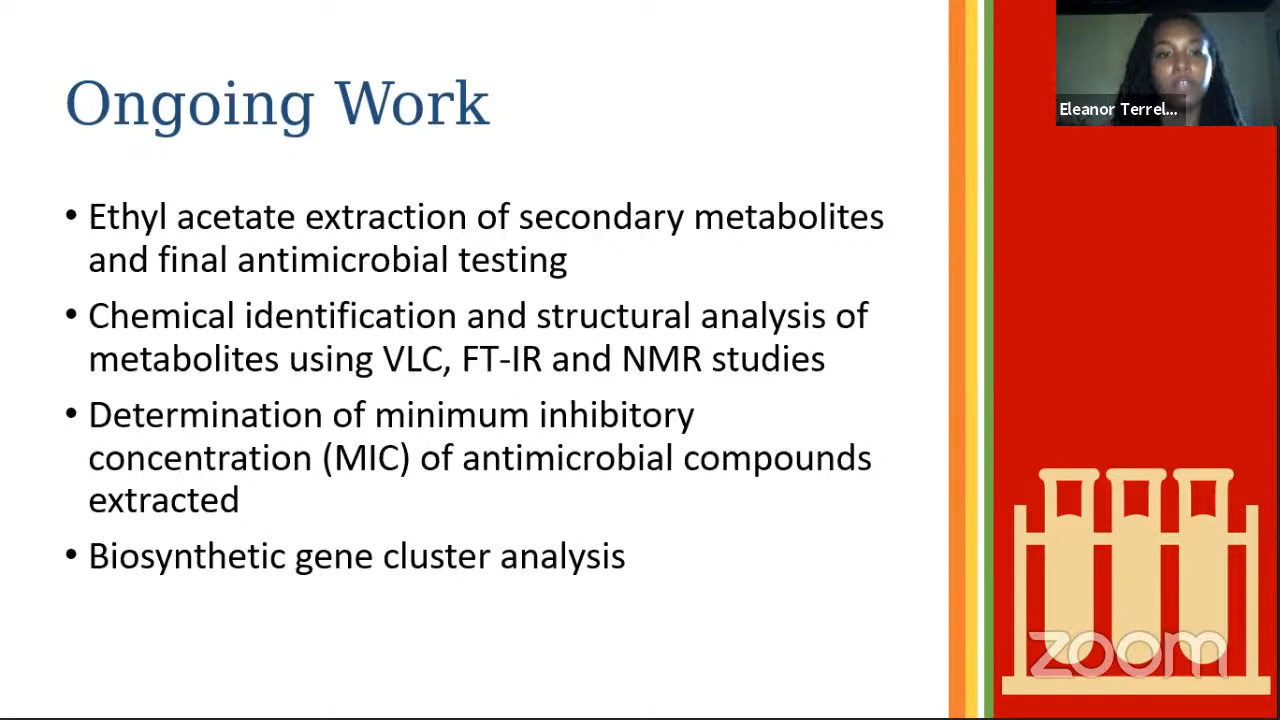 Ongoing Work
Eleanor Terrel...
• Ethyl acetate extraction of secondary metabolites
and final antimicrobial testing
• Chemical identification and structural analysis of
metabolites using VLC, FT-IR and NMR studies
• Determination of minimum inhibitory
concentration (MIC) of antimicrobial compounds
extracted
• Biosynthetic gene cluster analysis
zoom